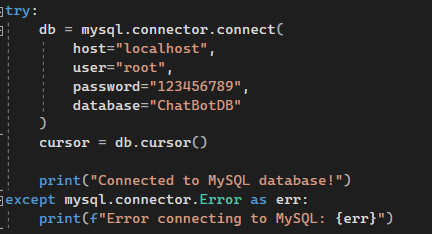 try:
    db = mysql.connector.connect(
        host="localhost",
        user="root",
        password="123456789",
        database="ChatBotDB"
    )
    cursor = db.cursor()

    print("Connected to MySQL database!")
except mysql.connector.Error as err:
    print(f"Error connecting to MySQL: {err}")